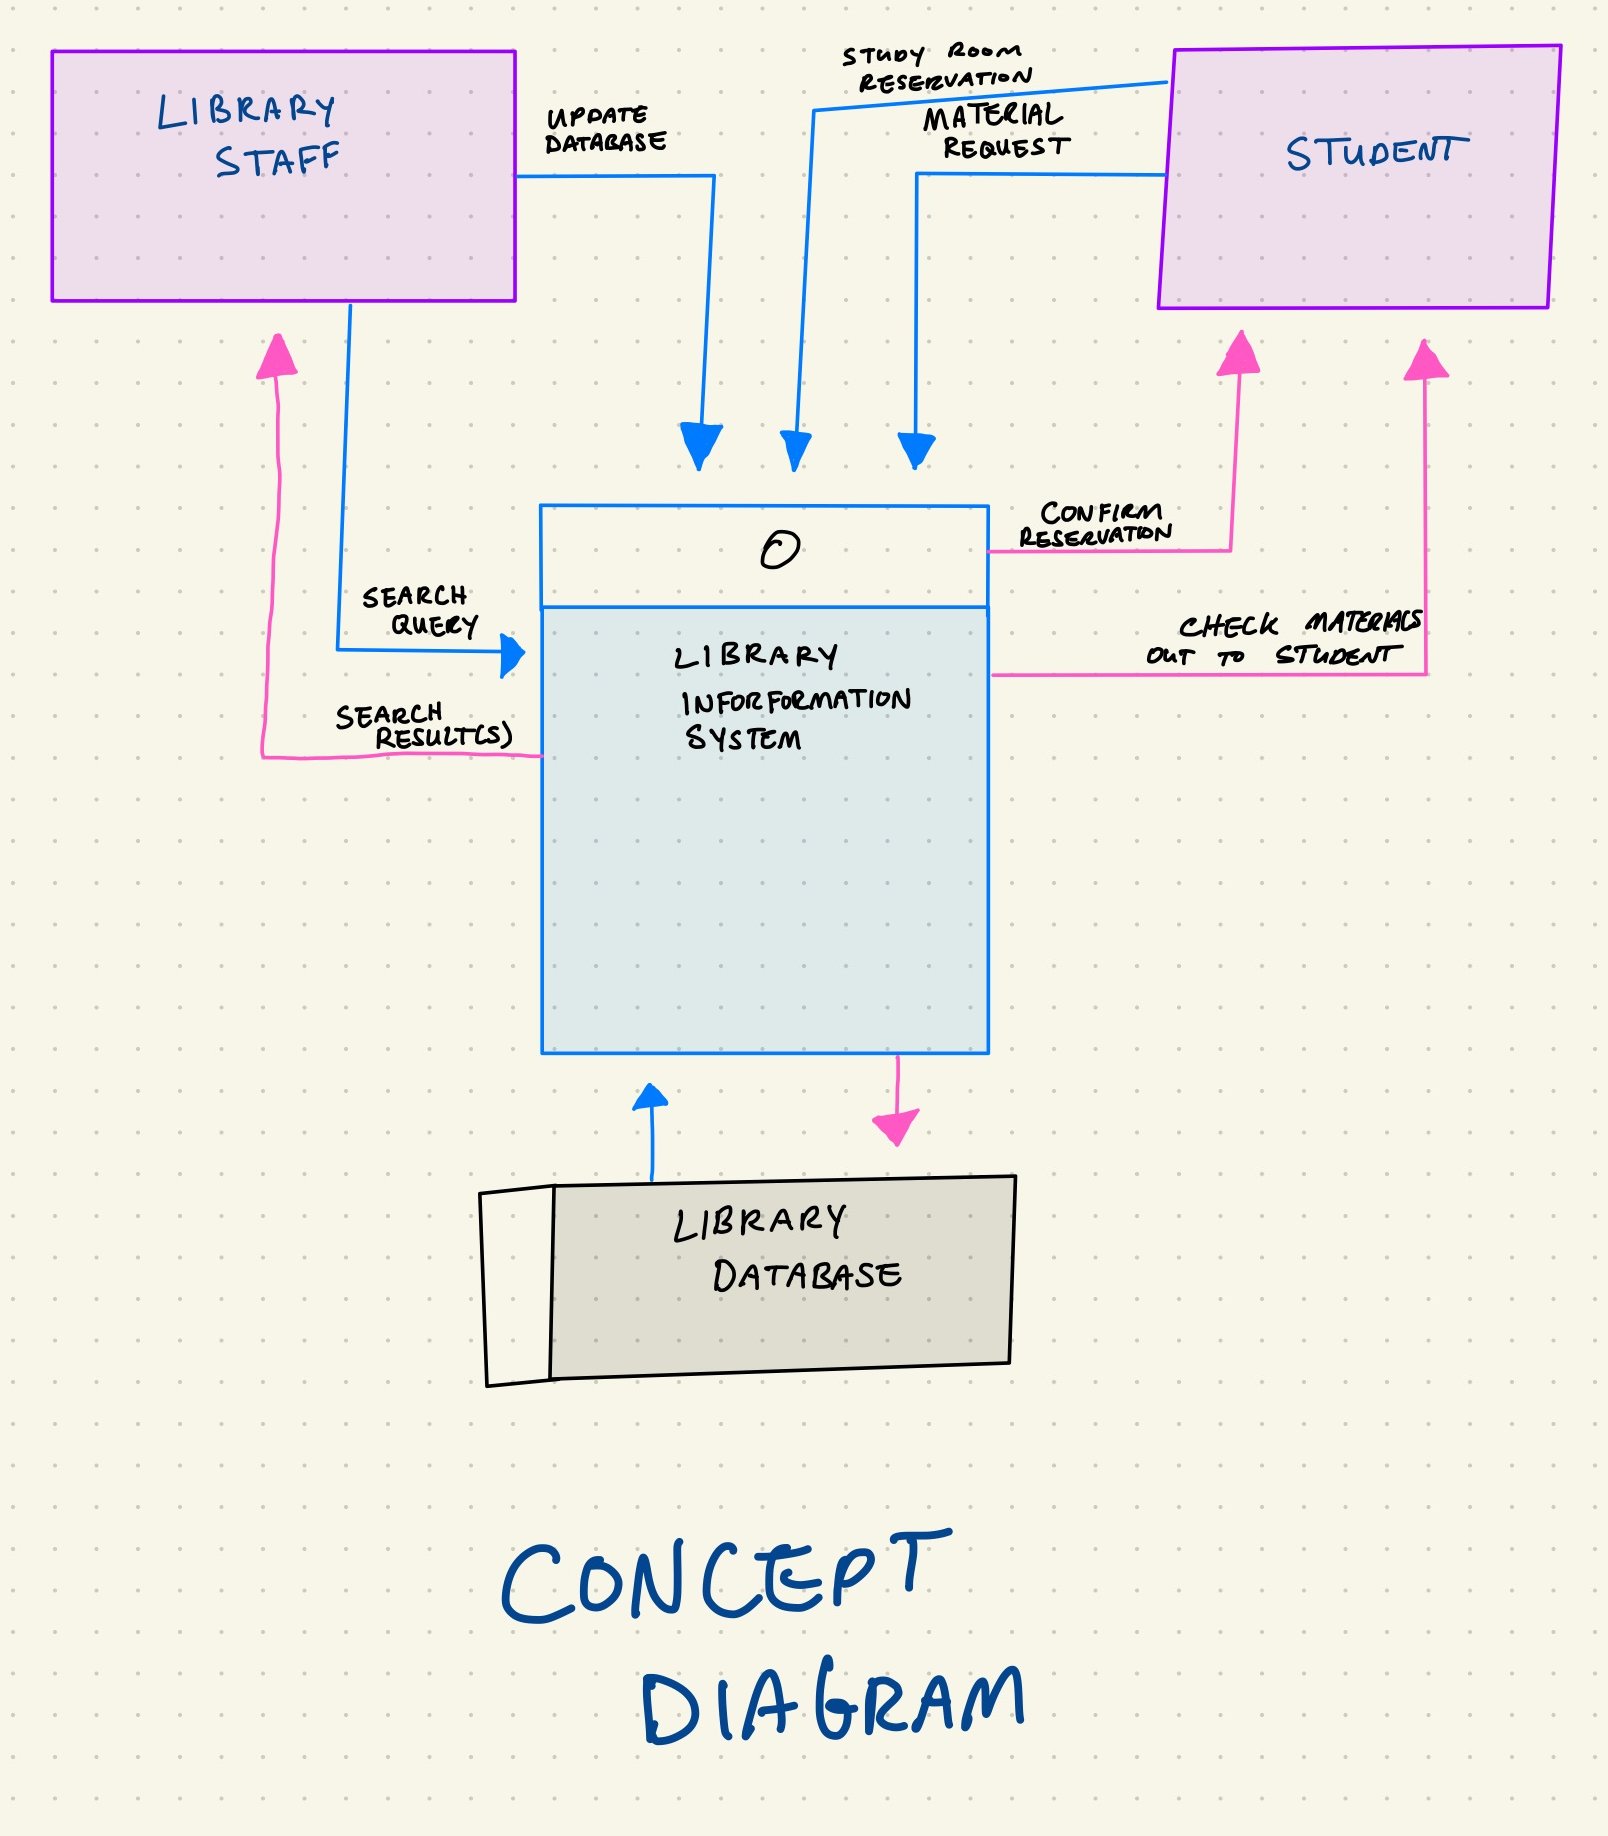 LIBRARY
STAFF
UPDATE
DATABASE
STUDY ROOM
RESERVATION
MATERIAL
REQUEST
STUDENT
SEARCH
QUERY
SEARCH
RESULT(S)
0
LIBRARY
INFORFORMATION
SYSTEM
CONFIRM
RESERVATION
CHECK MATERIALS
OUT TO STUDENT
LIBRARY
DATABASE
CONCEPT
DIAGRAM